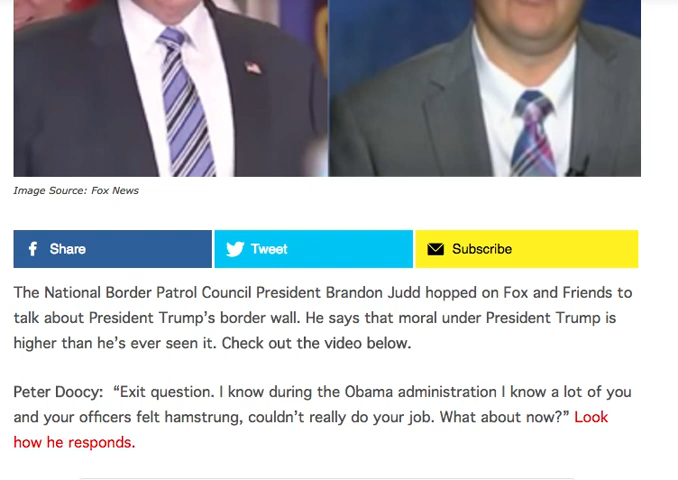 Image Source: Fox News
Share
Tweet
Subscribe
The National Border Patrol Council President Brandon Judd hopped on Fox and Friends to
talk about President Trump’s border wall. He says that moral under President Trump is
higher than he’s ever seen it. Check out the video below.
Peter Doocy:  “Exit question. I know during the Obama administration I know a lot of you
and your officers felt hamstrung, couldn’t really do your job. What about now?” Look
how he responds.